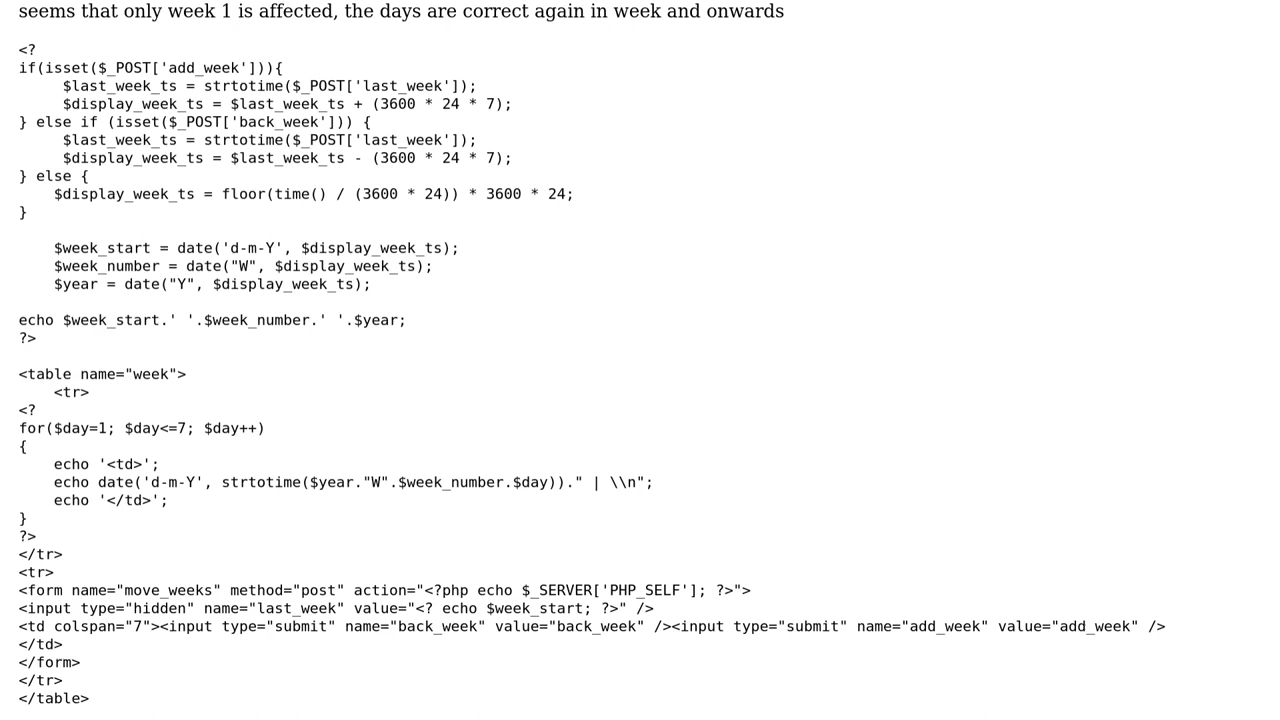 seems that only week 1 is affected, the days are correct again in week and onwards
<?
if(isset($_POST['add_week'])){
     $last_week_ts = strtotime($_POST['last_week']);
     $display_week_ts = $last_week_ts + (3600 * 24 * 7);
} else if (isset($_POST['back_week'])) {
     $last_week_ts = strtotime($_POST['last_week']);
     $display_week_ts = $last_week_ts - (3600 * 24 * 7);
} else {
    $display_week_ts = floor(time() / (3600 * 24)) * 3600 * 24;
}
    $week_start = date('d-m-Y', $display_week_ts);
    $week_number = date("W", $display_week_ts);
    $year = date("Y", $display_week_ts);
echo $week_start.' '.$week_number.' '.$year;
?>
<table name="week">
    <tr>
<?
for($day=1; $day<=7; $day++)
{
    echo '<td>';
    echo date('d-m-Y', strtotime($year."W".$week_number.$day))." | \\n";
    echo '</td>';
}
?>
</tr>
<tr>
<form name="move_weeks" method="post" action="<?php echo $_SERVER['PHP_SELF']; ?>">
<input type="hidden" name="last_week" value="<? echo $week_start; ?>" />
<td colspan="7"><input type="submit" name="back_week" value="back_week" /><input type="submit" name="add_week" value="add_week" />
</td>
</form>
</tr>
</table>